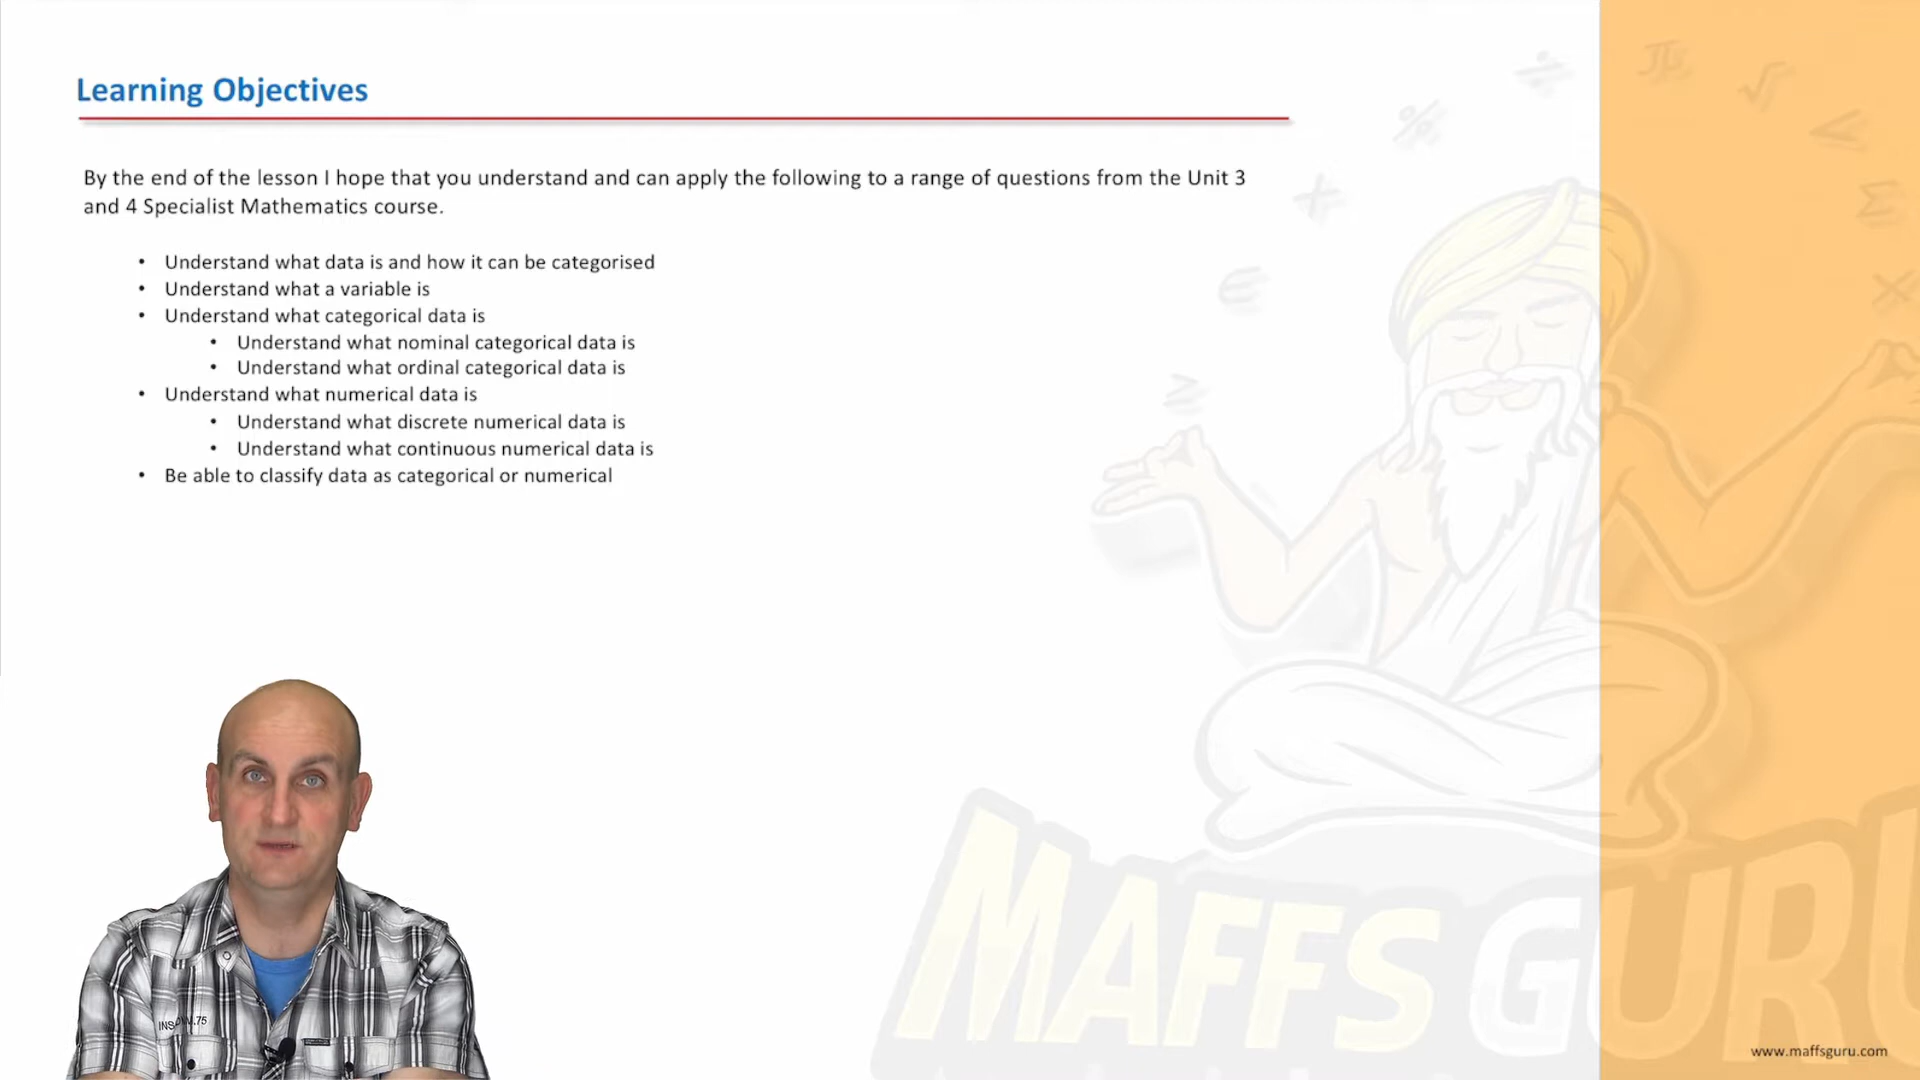 Learning Objectives
By the end of the lesson I hope that you understand and can apply the following to a range of questions from the Unit 3
and 4 Specialist Mathematics course.
• Understand what data is and how it can be categorised
• Understand what a variable is
• Understand what categorical data is
• Understand what nominal categorical data is
• Understand what ordinal categorical data is
• Understand what numerical data is
• Understand what discrete numerical data is
• Understand what continuous numerical data is
• Be able to classify data as categorical or numerical
MAFFS GURU
www.maffsguru.com